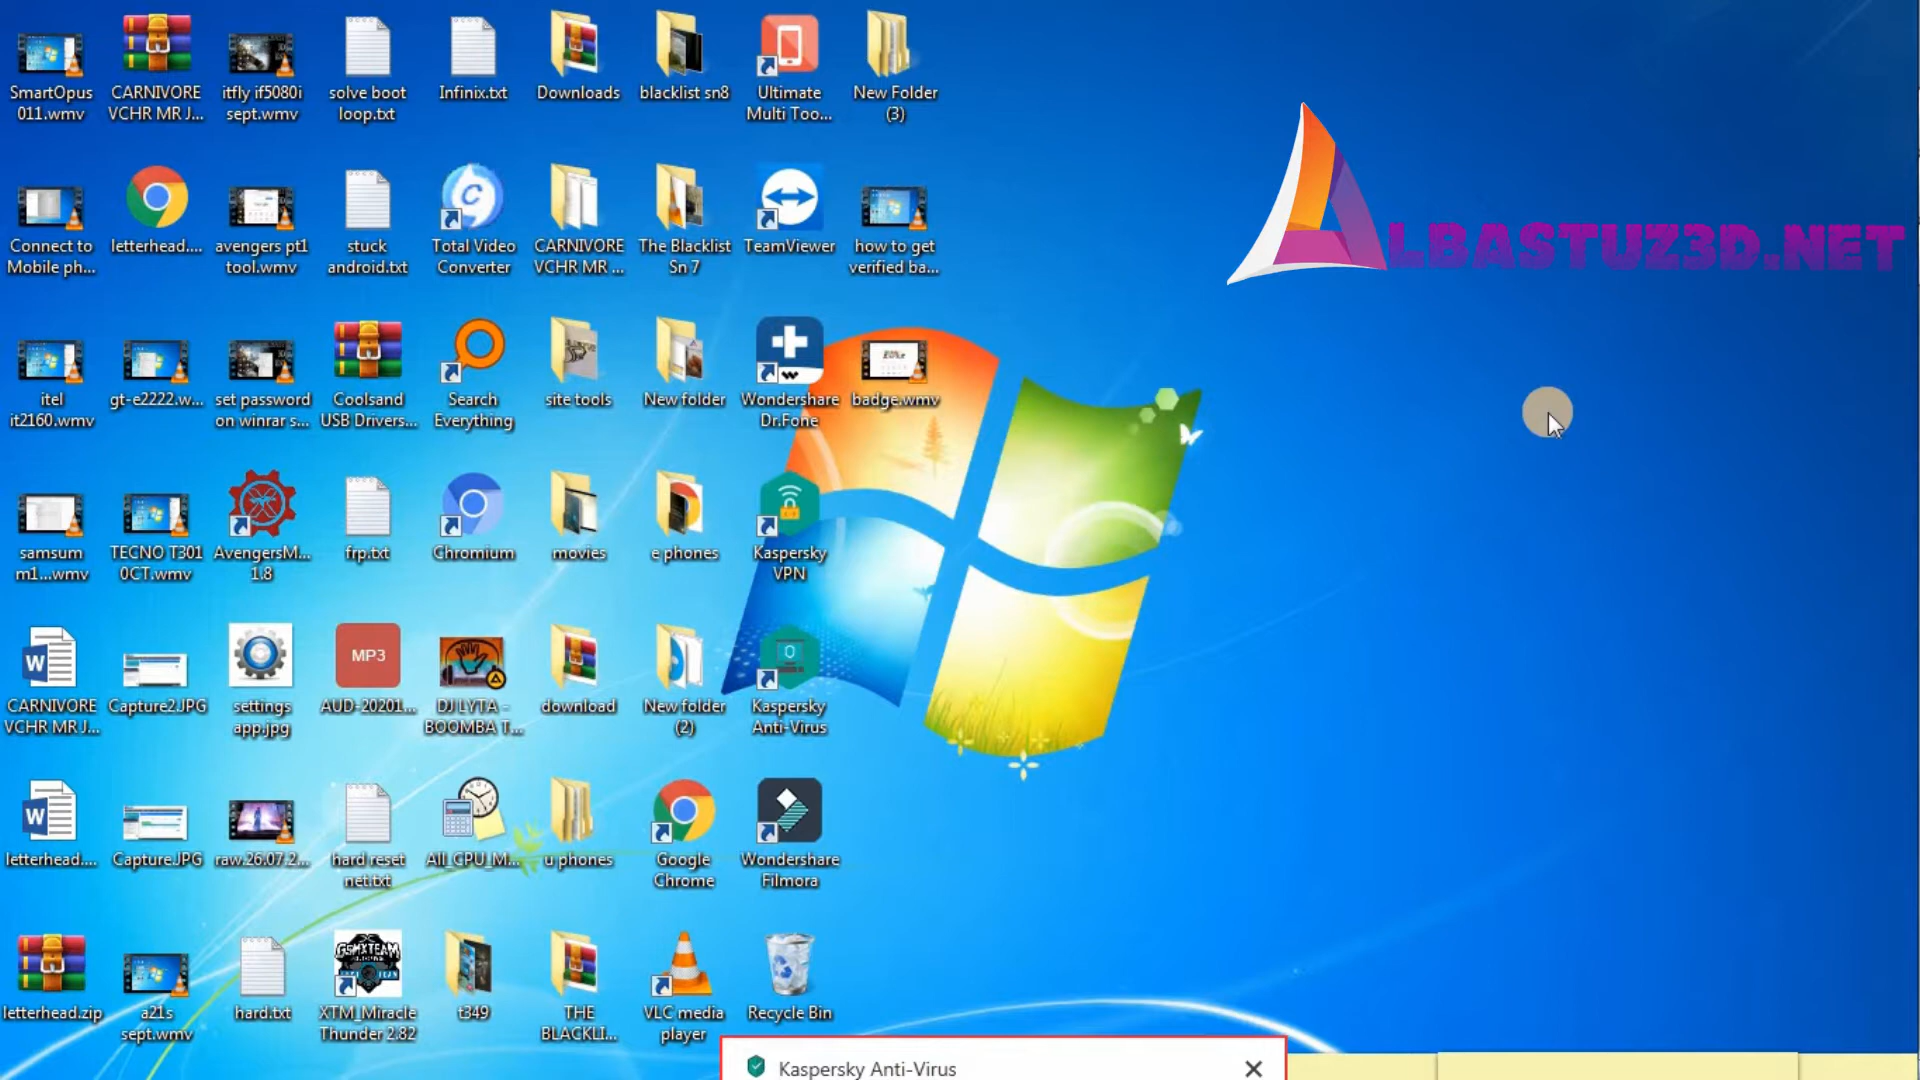 SmartOpus
011.wmv
CARNIVORE
VCHR MR J...
itfly if5080i
sept.wmv
solve boot
loop.txt
Infinix.txt
Downloads
blacklist sn8
Ultimate
Multi Too...
New Folder
(3)
Connect to
Mobile ph...
letterhead....
avengers pt1
tool.wmv
stuck
android.txt
Total Video
Converter
CARNIVORE
VCHR MR ...
The Blacklist
Sn 7
TeamViewer
how to get
verified ba...
LBASTUZ3D.NET
itel
it2160.wmv
gt-e2222.w...
set password
on winrar s...
Coolsand
USB Drivers...
Search
Everything
site tools
New folder
Wondershare
Dr.Fone
badge.wmv
samsum
m1...wmv
TECNO T301
0CT.wmv
AvengersM...
1.8
frp.txt
Chromium
movies
e phones
Kaspersky
VPN
CARNIVORE
VCHR MR J...
Capture2.JPG
settings
app.jpg
MP3
AUD-20201...
DJ LYTA -
BOOMBA T...
download
New folder
(2)
Kaspersky
Anti-Virus
letterhead....
Capture.JPG
raw.26.07.2...
hard reset
net.txt
All_CPU_M...
u phones
Google
Chrome
Wondershare
Filmora
letterhead.zip
a21s
sept.wmv
hard.txt
GSMXTEAM
XTM_Miracle
Thunder 2.82
t349
THE
BLACKLI...
VLC media
player
Recycle Bin
Kaspersky Anti-Virus